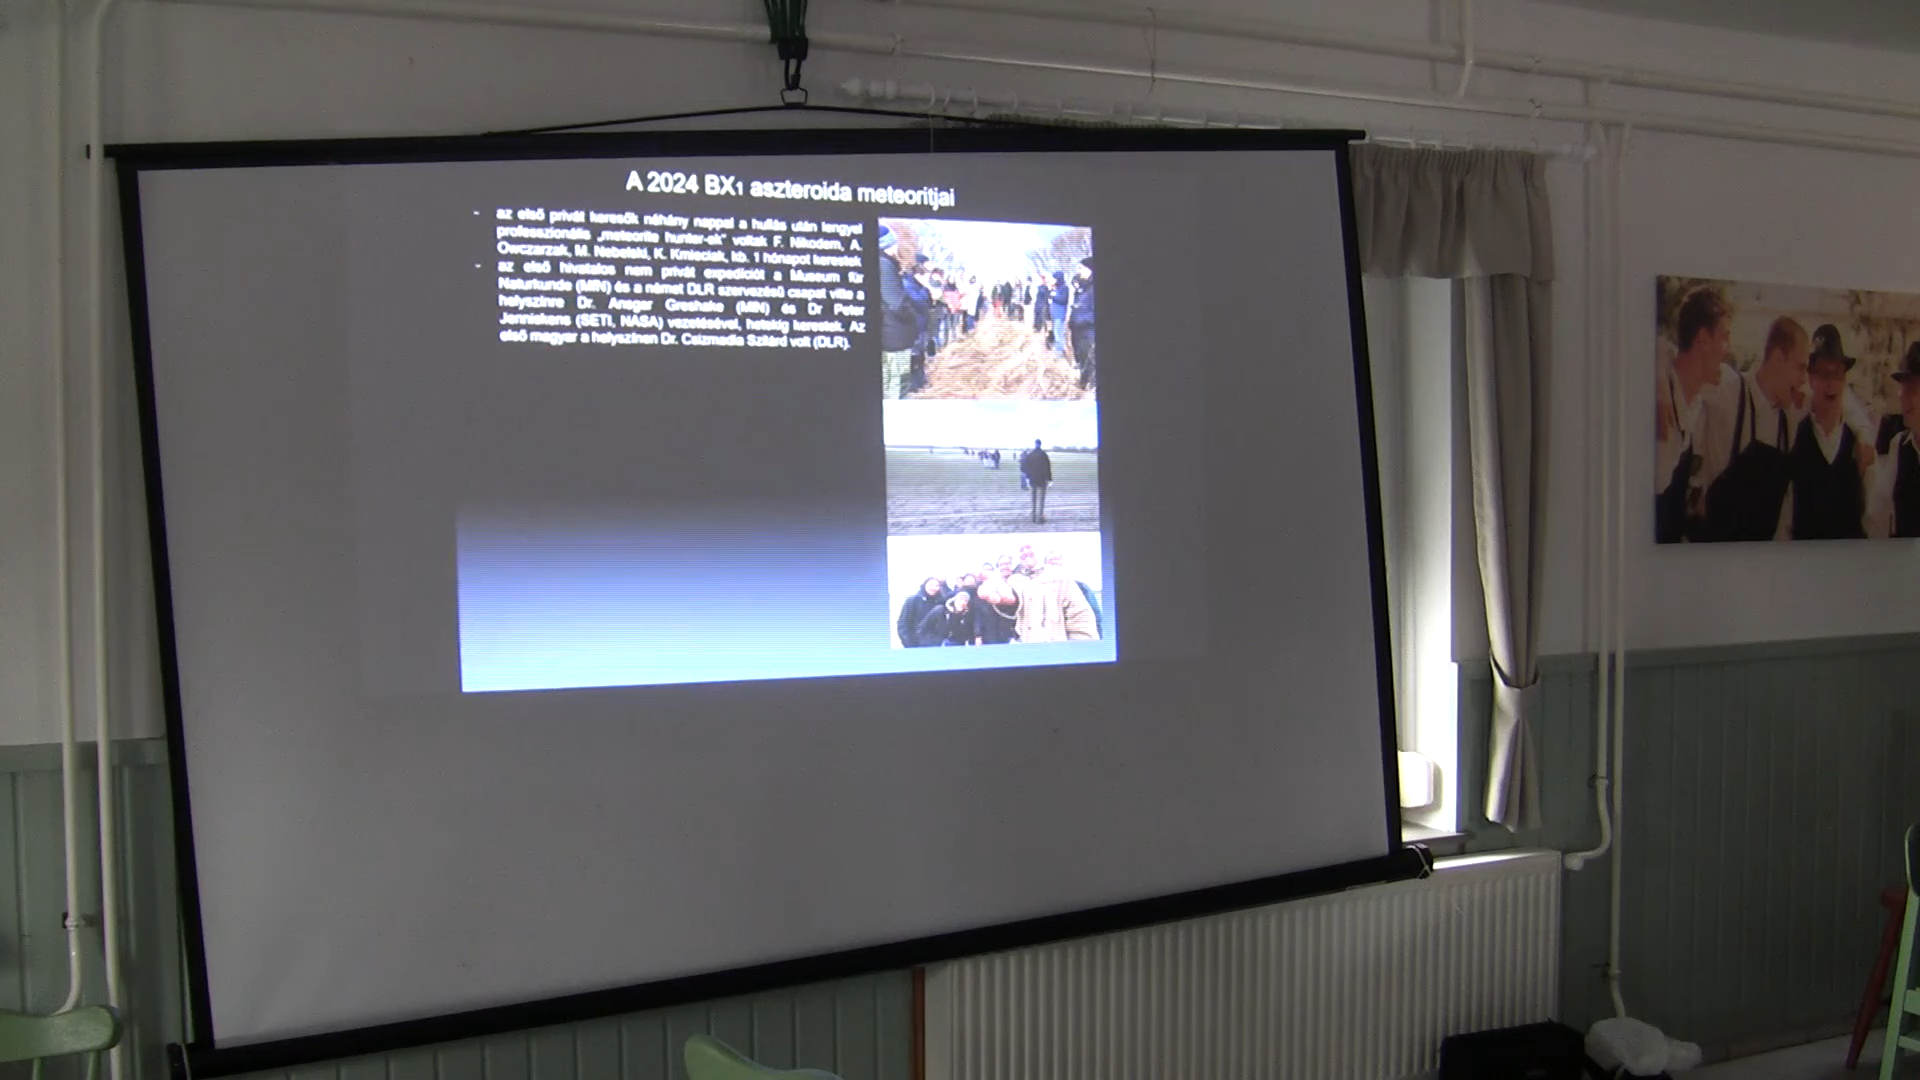 A 2024 BX1 aszteroida meteoritjai
- az első privát keresők néhány nappal a hullás után lengyel
professzionális „meteorite hunter-ek” voltak F. Nikodem, A.
Owczarzak, M. Nebelski, K. Kmieciak, kb. 1 hónapot kerestek
- az első hivatalos nem privát expedíciót a Museum für
Naturkunde (MfN) és a német DLR szervezésű csapat vitte a
helyszínre Dr. Ansgar Greshake (MfN) és Dr Peter
Jenniskens (SETI, NASA) vezetésével, hetekig kerestek. Az
első magyar a helyszínen Dr. Csizmadia Szilárd volt (DLR).